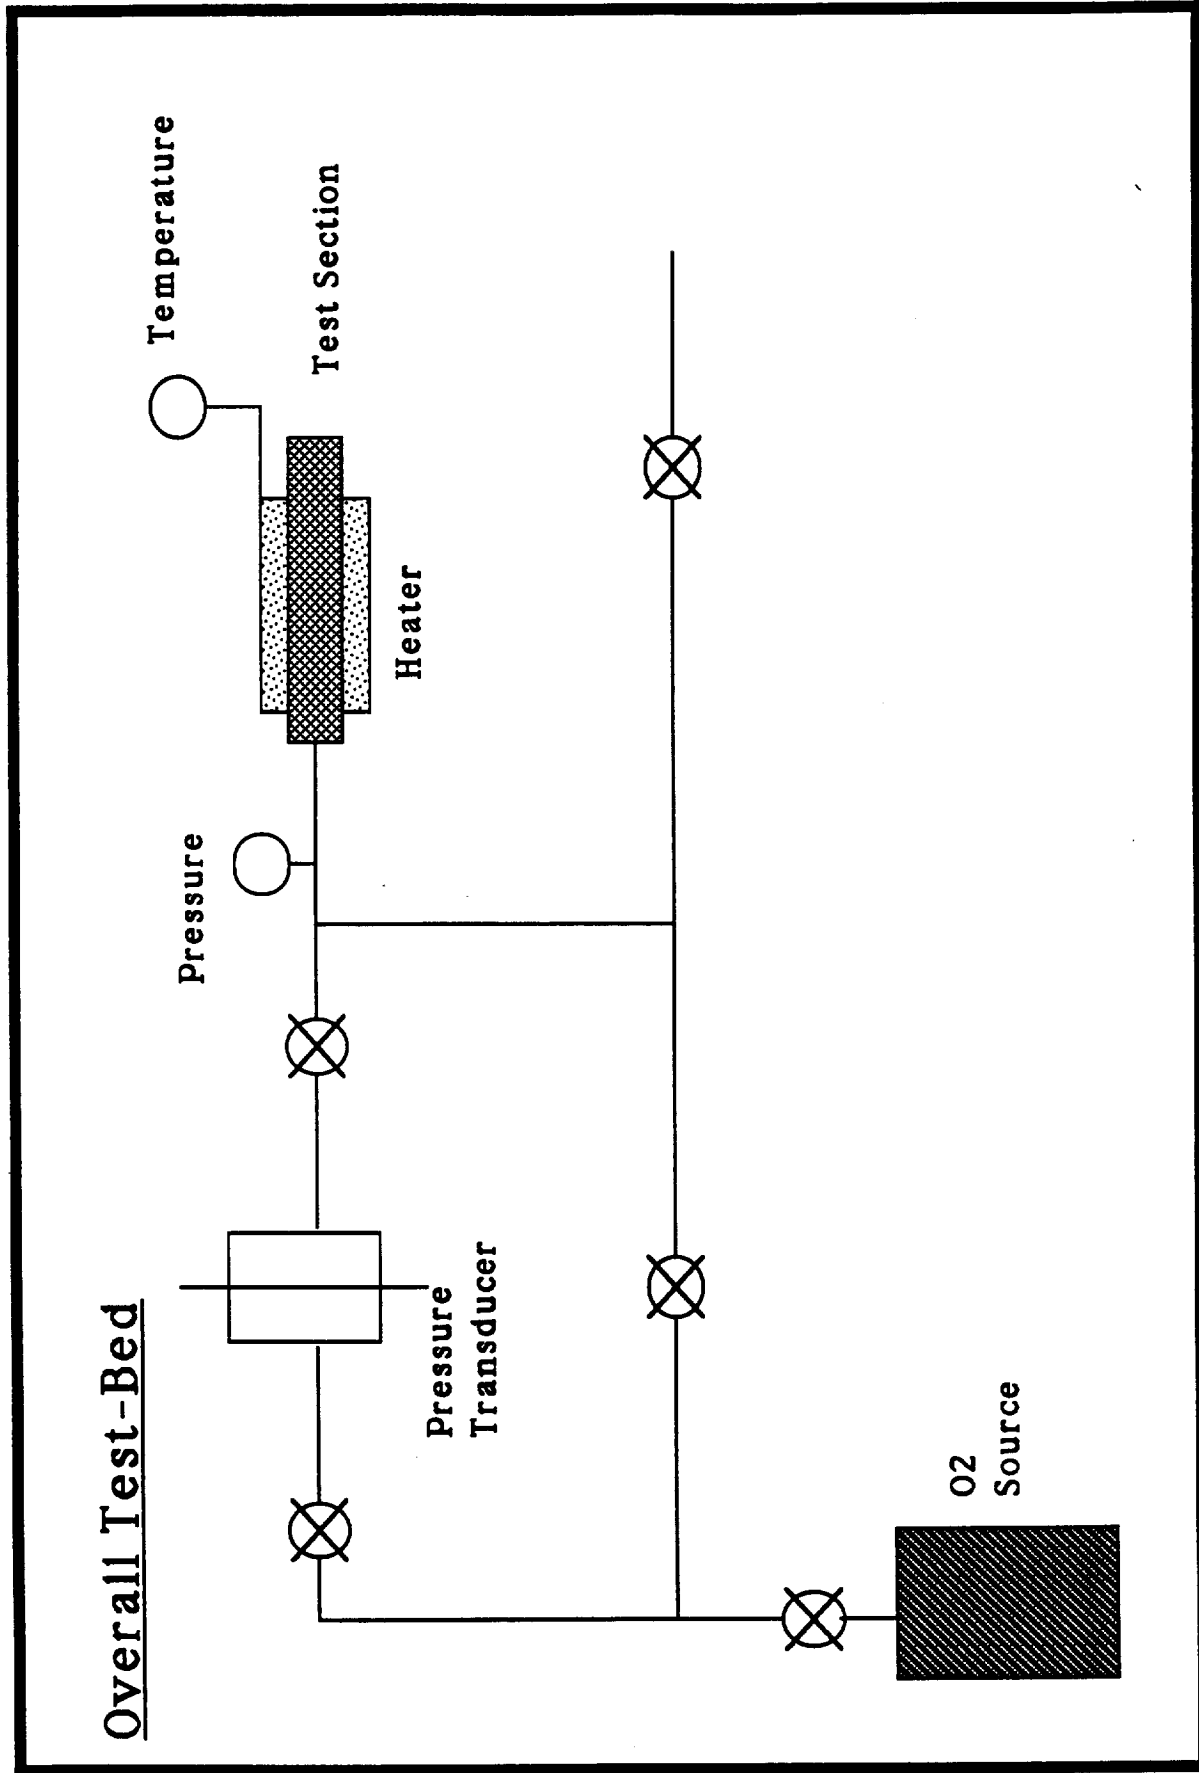 Overall Test-Bed
Pressure
Transducer
Pressure
Temperature
Test Section
Heater
O2
Source